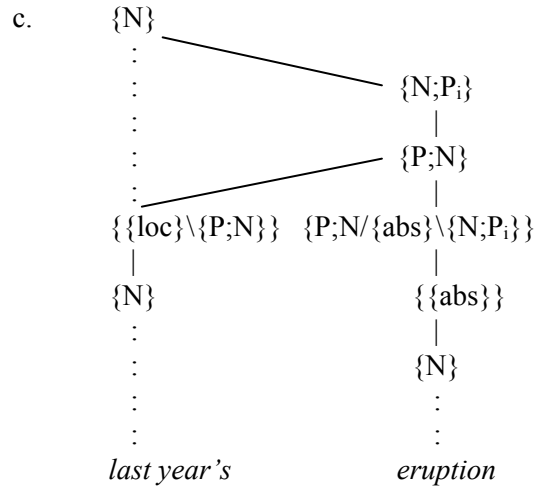 c. {N}
{N;Pᵢ}
{P;N}
{{loc}\{P;N}} {P;N/{abs}\{N;Pᵢ}}
{N} {{abs}}
{N}
last year’s eruption